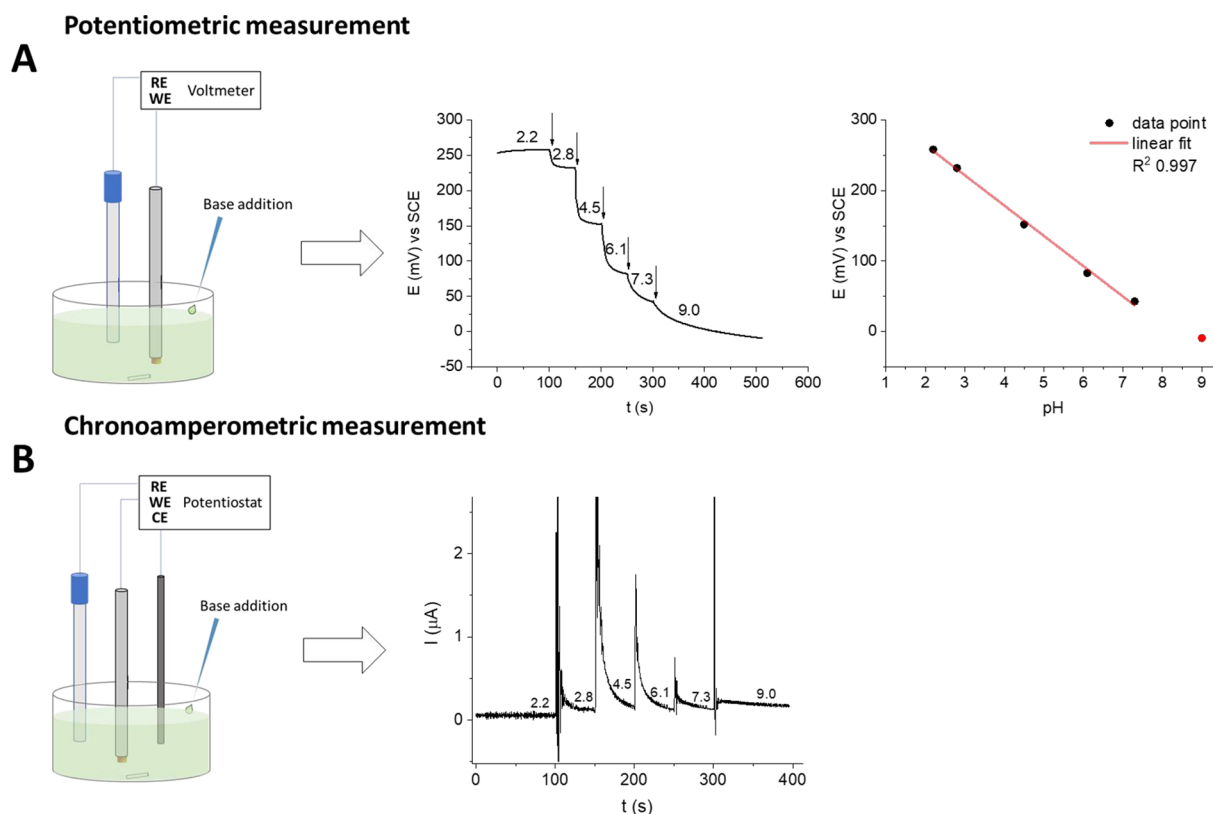 Potentiometric measurement
A
RE
WE
Voltmeter
Base addition
300
250
200
150
100
50
0
-50
E (mV) vs SCE
2.2
2.8
4.5
6.1
7.3
9.0
0 100 200 300 400 500 600
t (s)
300
250
200
150
100
50
0
E (mV) vs SCE
data point
linear fit
R² 0.997
1 2 3 4 5 6 7 8 9
pH
Chronoamperometric measurement
B
RE
WE
CE
Potentiostat
Base addition
2
1
0
I (μA)
2.2
2.8
4.5
6.1
7.3
9.0
0 100 200 300 400
t (s)